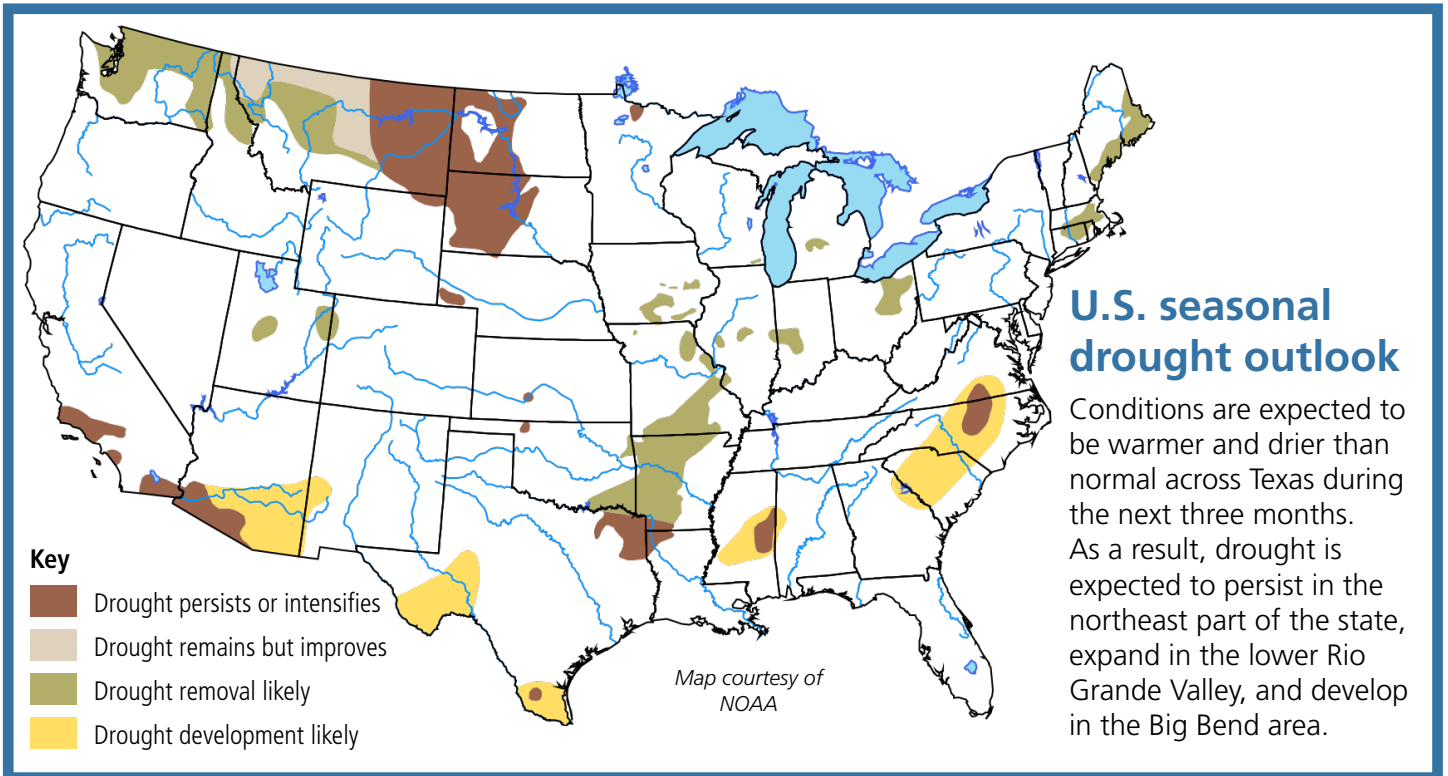 U.S. seasonal
drought outlook
Conditions are expected to
be warmer and drier than
normal across Texas during
the next three months.
As a result, drought is
expected to persist in the
northeast part of the state,
expand in the lower Rio
Grande Valley, and develop
in the Big Bend area.
Key
Drought persists or intensifies
Drought remains but improves
Drought removal likely
Drought development likely
Map courtesy of
NOAA